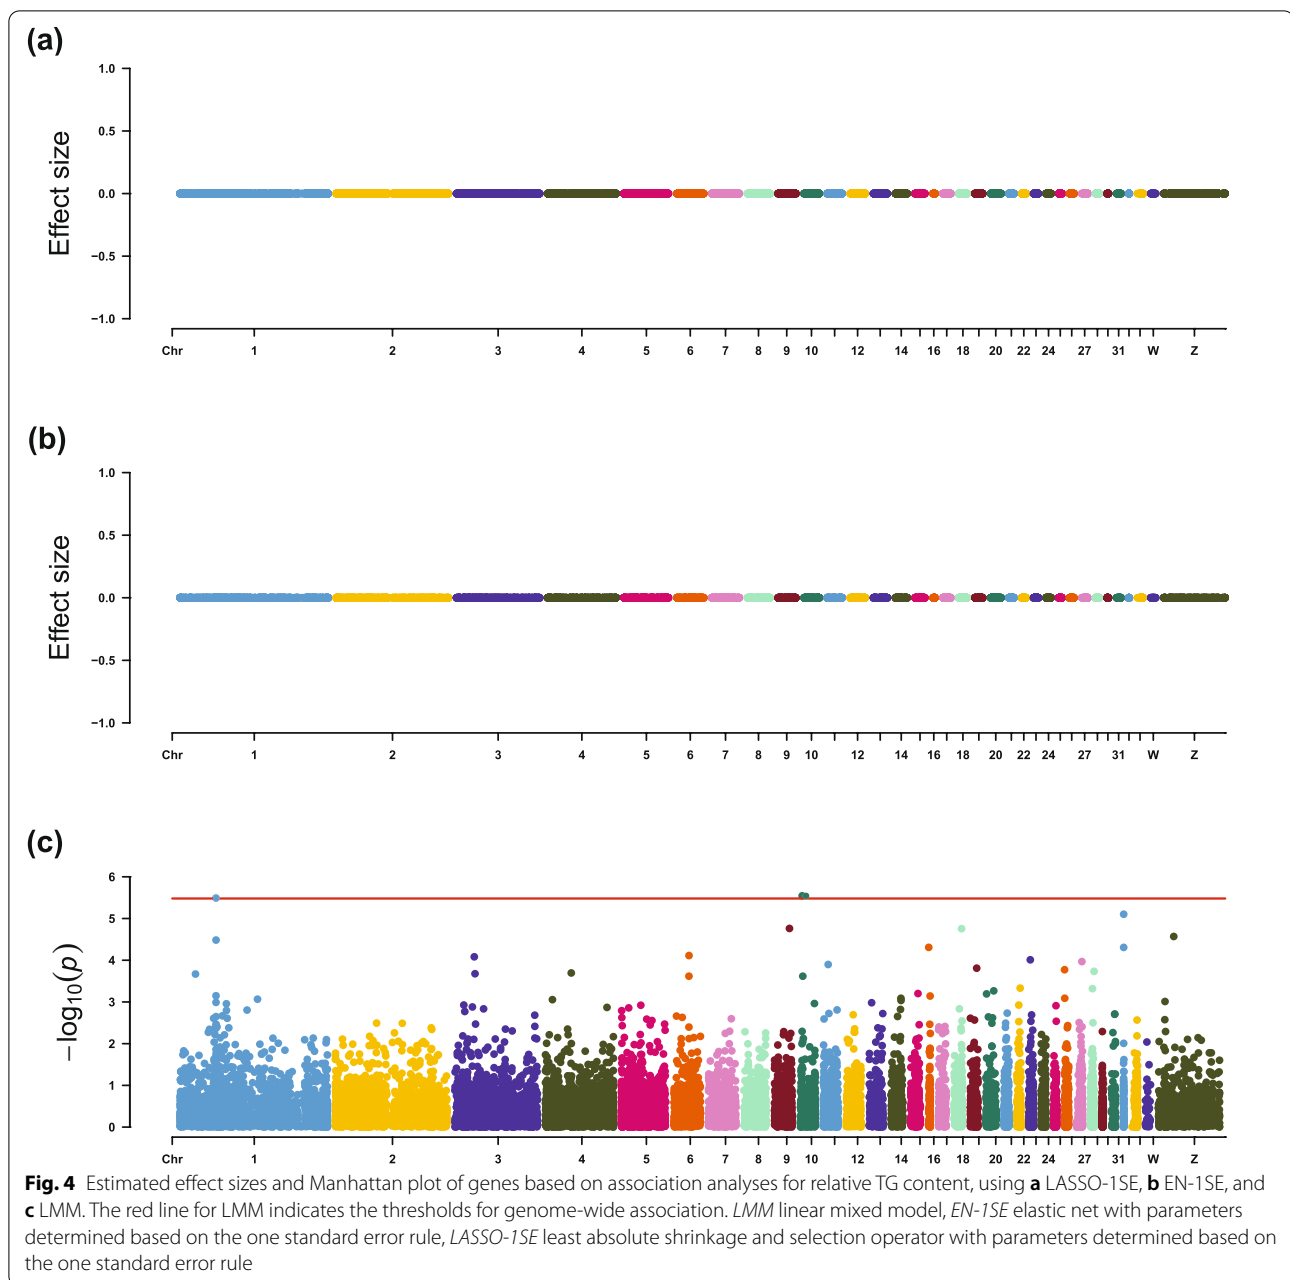 (a)
1.0
0.5
0.0
−0.5
−1.0
Effect size
Chr 1 2 3 4 5 6 7 8 9 10 12 14 16 18 20 22 24 27 31 W Z
(b)
1.0
0.5
0.0
−0.5
−1.0
Effect size
Chr 1 2 3 4 5 6 7 8 9 10 12 14 16 18 20 22 24 27 31 W Z
(c)
6
5
4
3
2
1
0
−log10(p)
Chr 1 2 3 4 5 6 7 8 9 10 12 14 16 18 20 22 24 27 31 W Z
Fig. 4 Estimated effect sizes and Manhattan plot of genes based on association analyses for relative TG content, using a LASSO-1SE, b EN-1SE, and
c LMM. The red line for LMM indicates the thresholds for genome-wide association. LMM linear mixed model, EN-1SE elastic net with parameters
determined based on the one standard error rule, LASSO-1SE least absolute shrinkage and selection operator with parameters determined based on
the one standard error rule